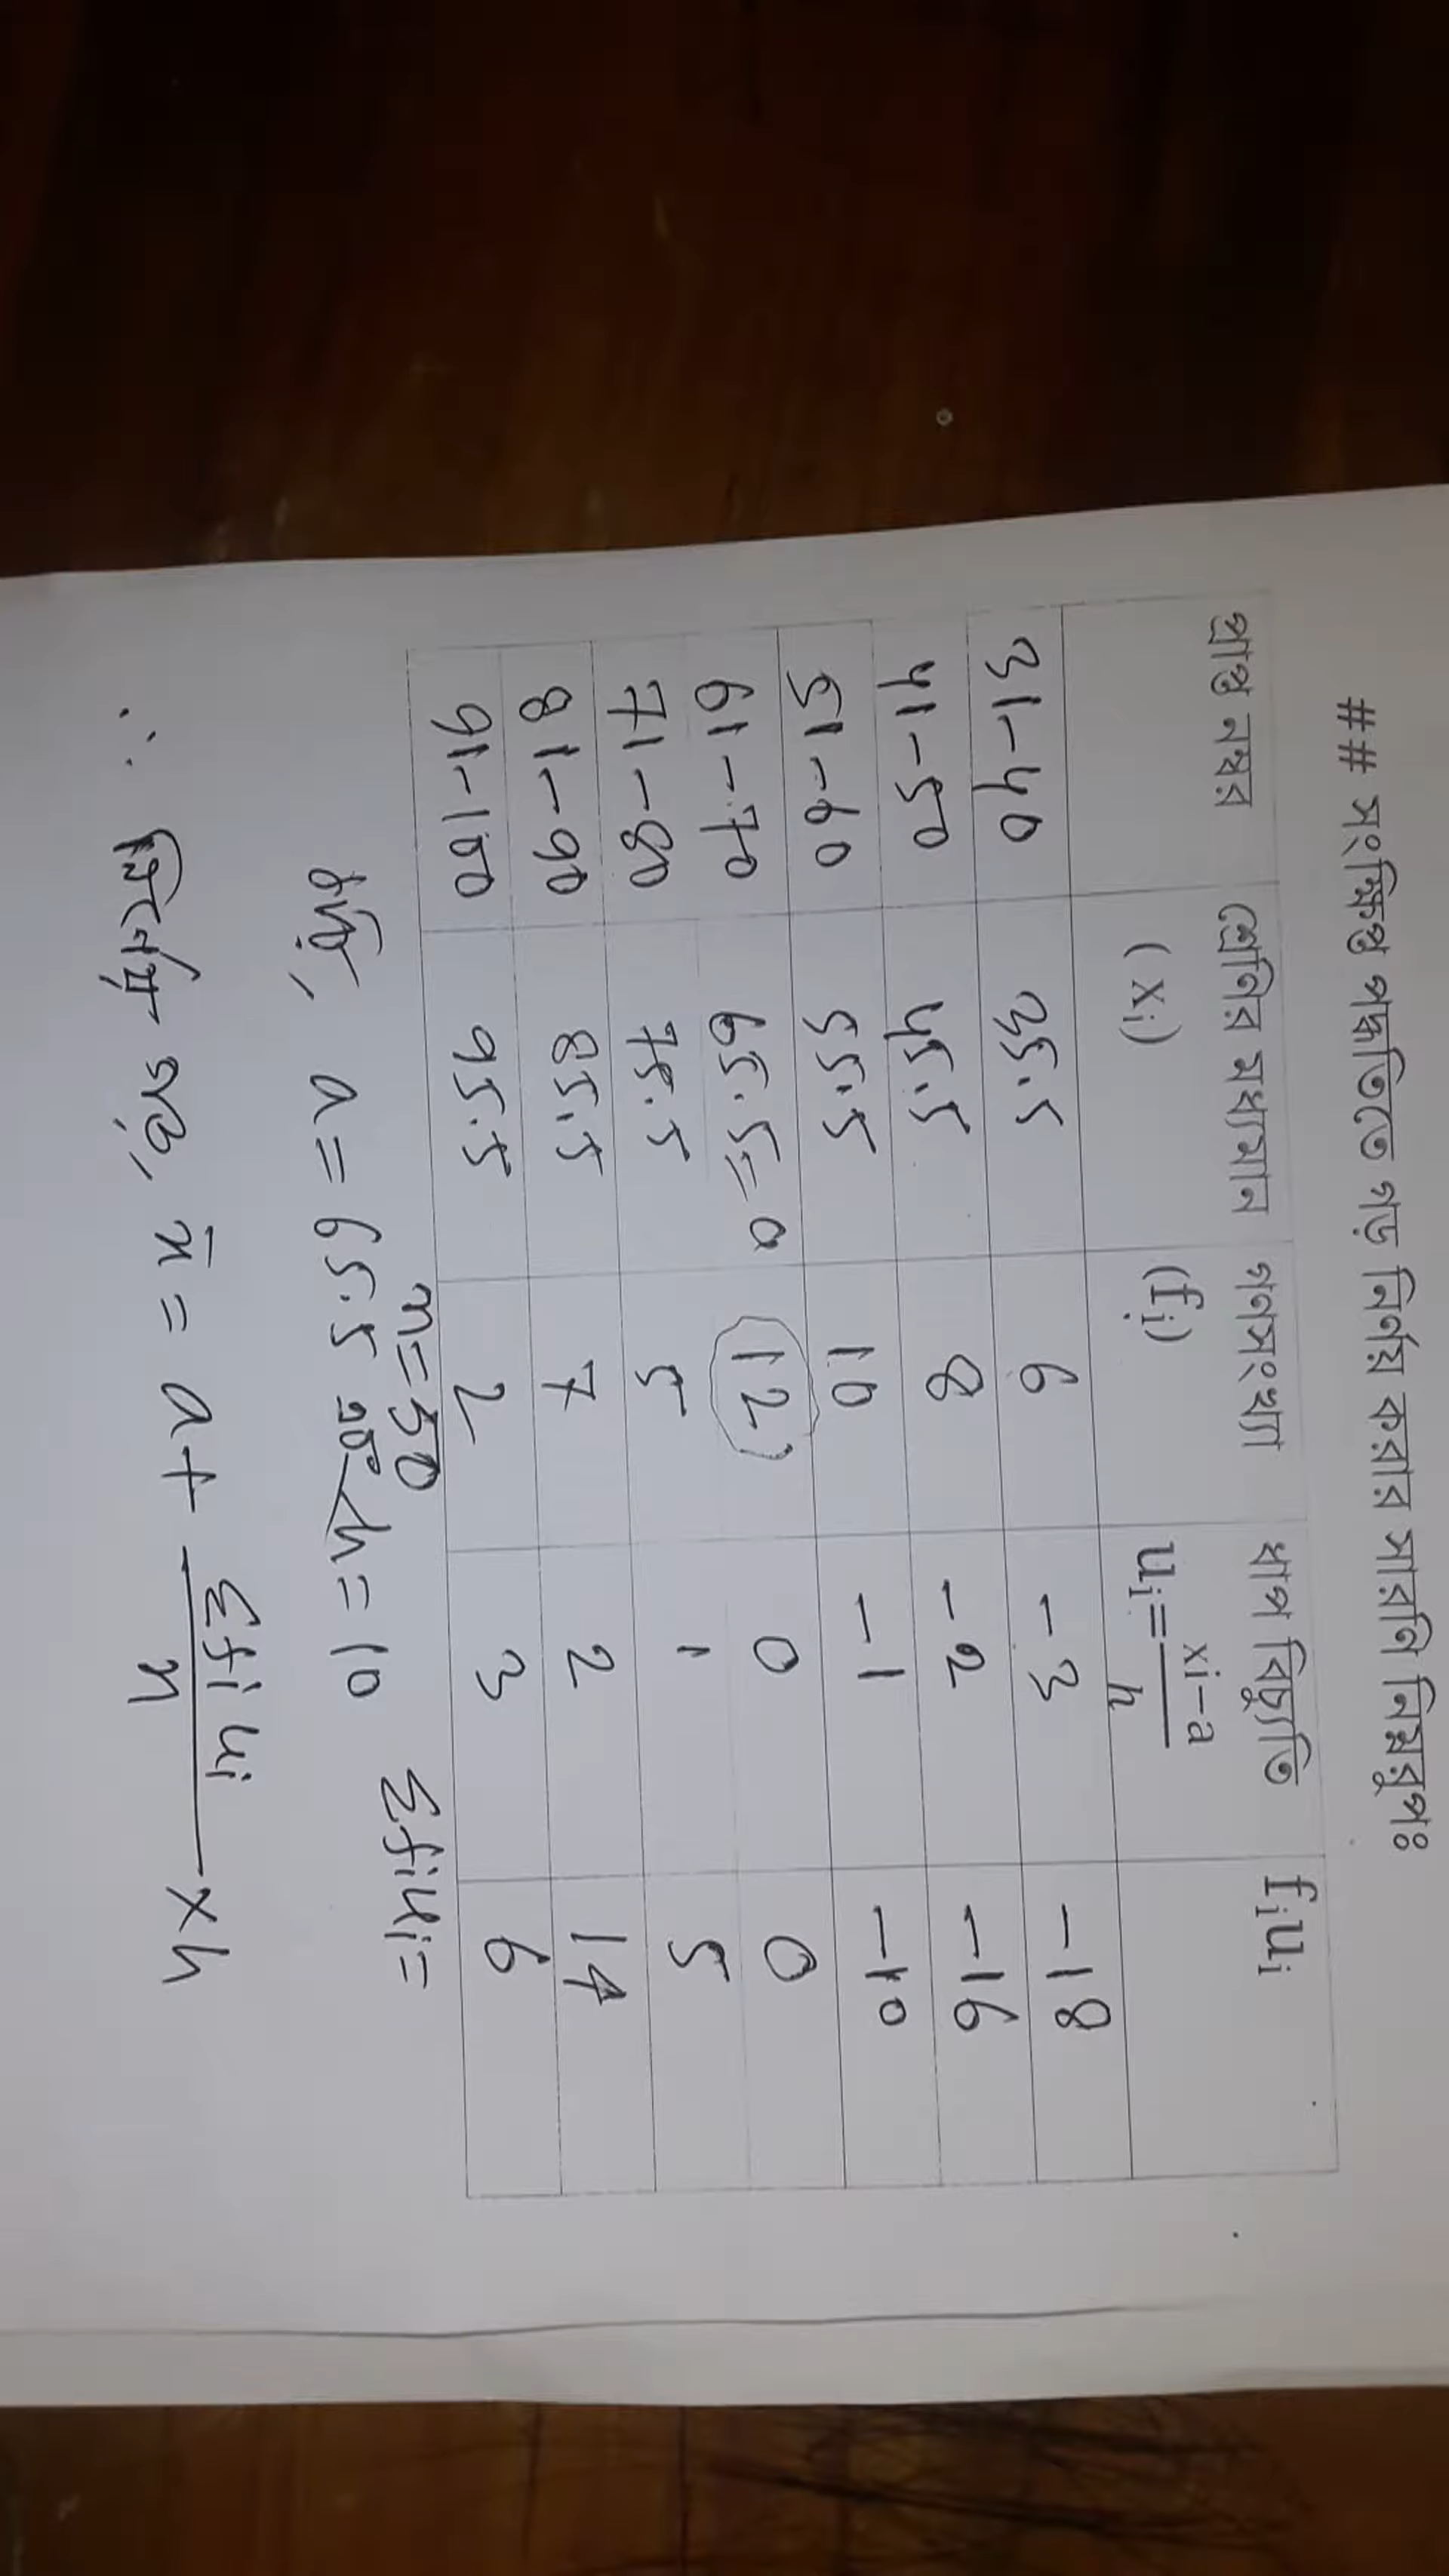 ## সংক্ষিপ্ত পদ্ধতিতে গড় নির্ণয় করার সারনি নিম্নরুপঃ
প্রাপ্ত নম্বর শ্রেনির মধ্যমান গনসংখ্যা ধাপ বিচ্যুতি fᵢuᵢ
( xᵢ) (fᵢ) uᵢ= xi−a / h
31-40 35.5 6 -3 -18
41-50 45.5 8 -2 -16
51-60 55.5 10 -1 -10
61-70 65.5=a 12 0 0
71-80 75.5 5 1 5
81-90 85.5 7 2 14
91-100 95.5 2 3 6
n=50 Σfiui=
a = 65.5 এবং h=10
∴ নির্ণেয় গড়, x̄ = a + Σfiui / n ×h